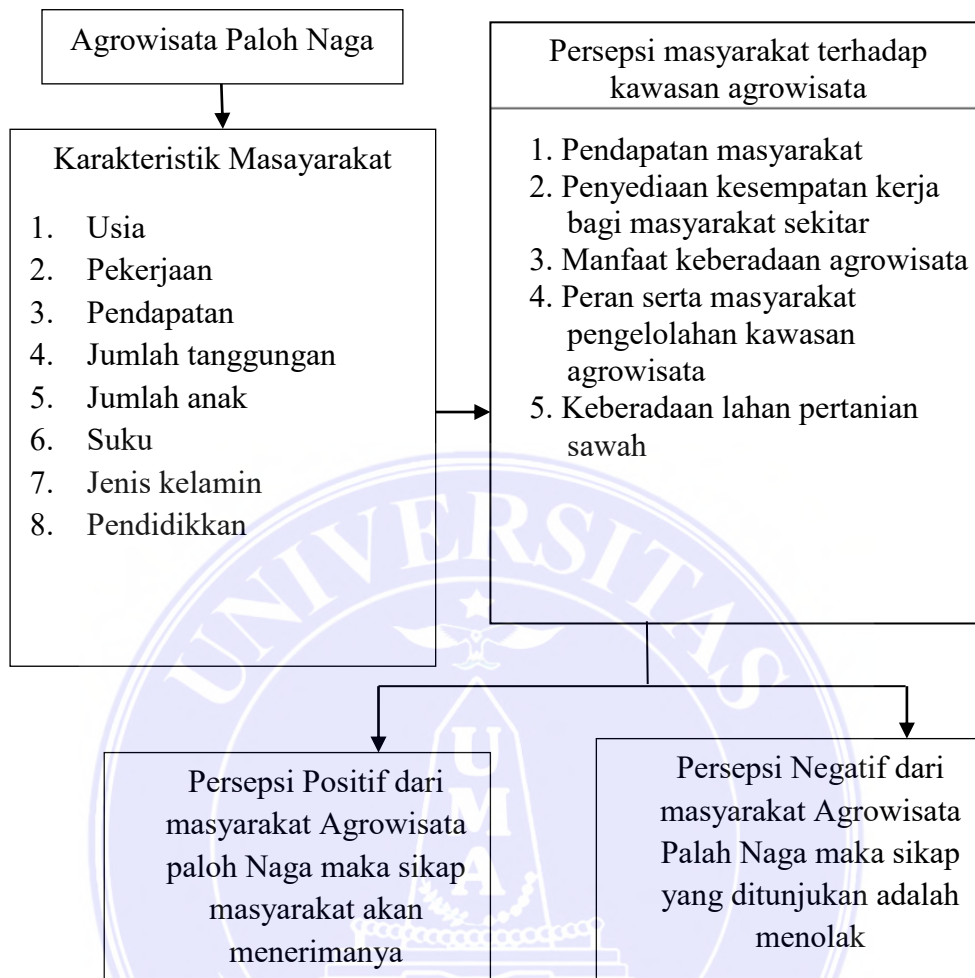 Agrowisata Paloh Naga
Karakteristik Masayarakat
1. Usia
2. Pekerjaan
3. Pendapatan
4. Jumlah tanggungan
5. Jumlah anak
6. Suku
7. Jenis kelamin
8. Pendidikkan
Persepsi masyarakat terhadap
kawasan agrowisata
1. Pendapatan masyarakat
2. Penyediaan kesempatan kerja
bagi masyarakat sekitar
3. Manfaat keberadaan agrowisata
4. Peran serta masyarakat
pengelolahan kawasan
agrowisata
5. Keberadaan lahan pertanian
sawah
Persepsi Positif dari
masyarakat Agrowisata
paloh Naga maka sikap
masyarakat akan
menerimanya
Persepsi Negatif dari
masyarakat Agrowisata
Palah Naga maka sikap
yang ditunjukan adalah
menolak
UNIVERSITAS
UMA